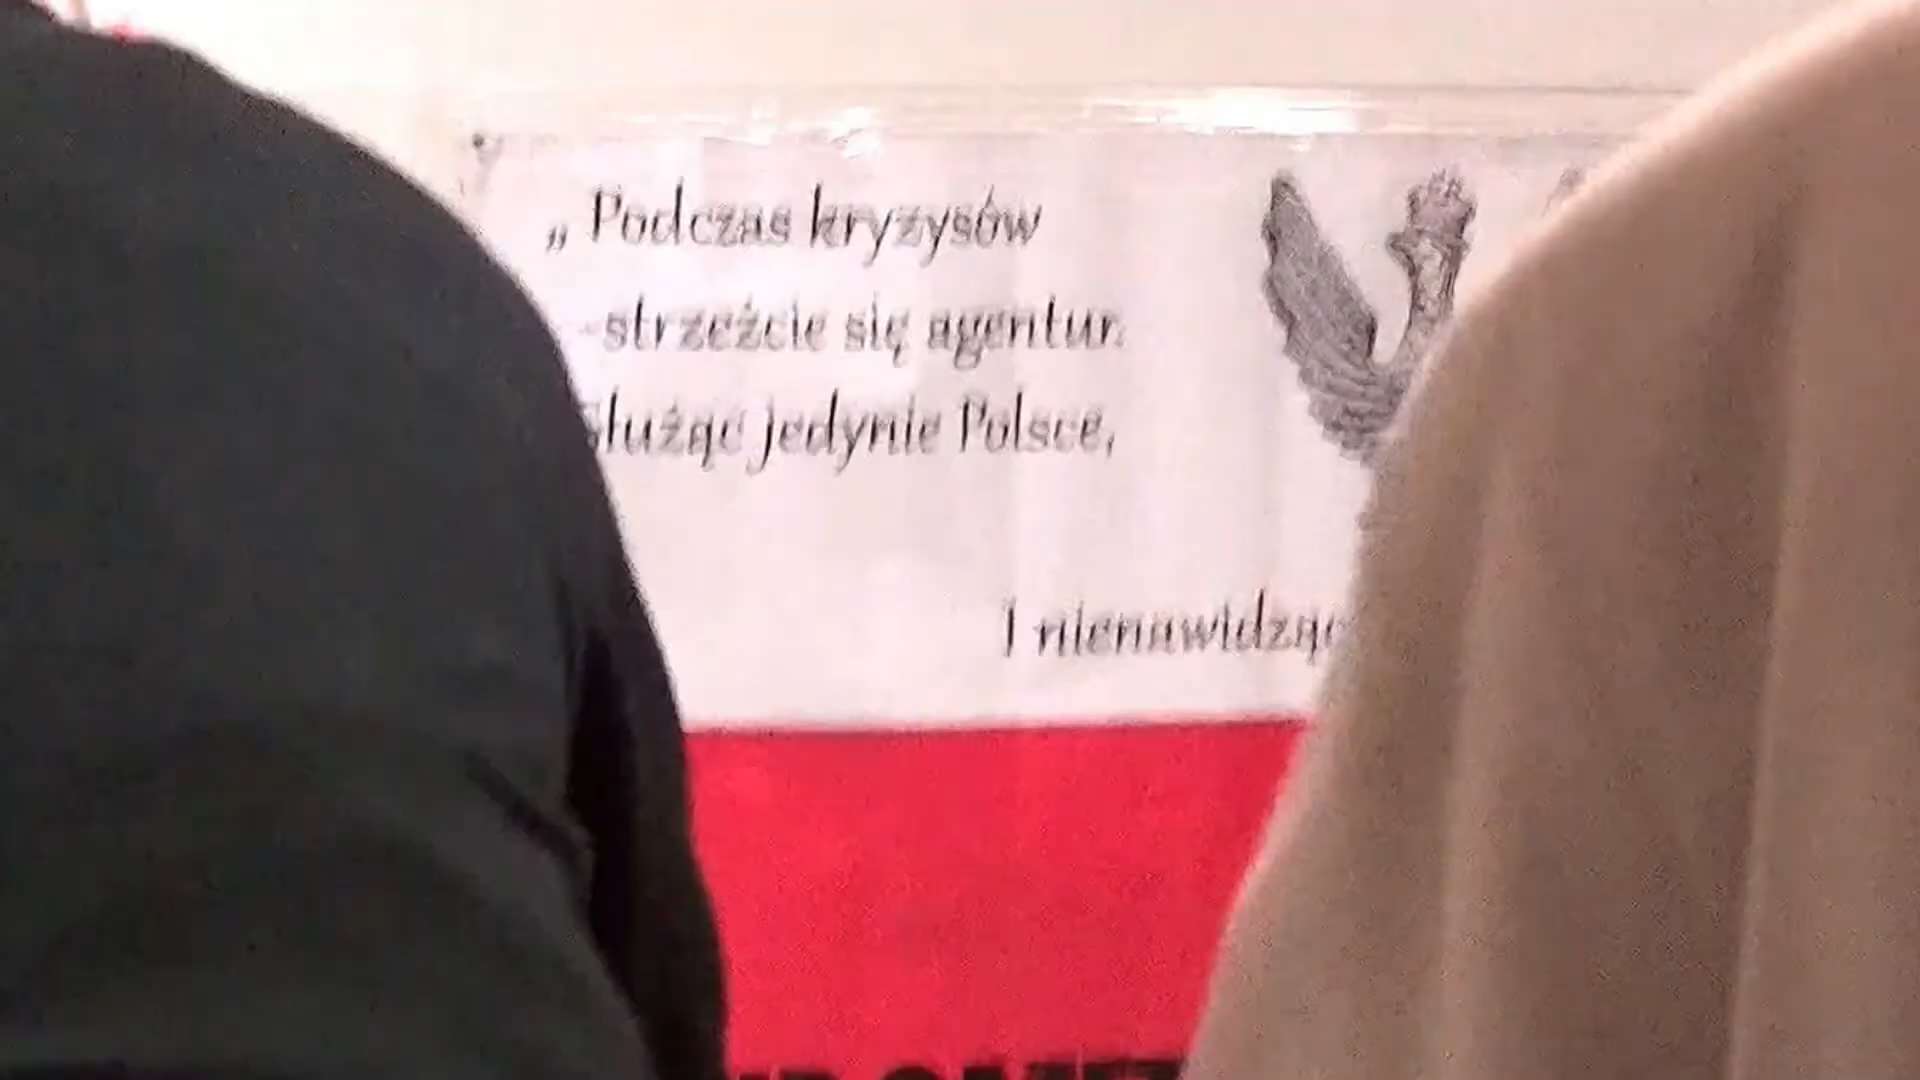 „ Podczas kryzysów
-strzeżcie się agentur.
Służąc jedynie Polsce,
I nienawidząc